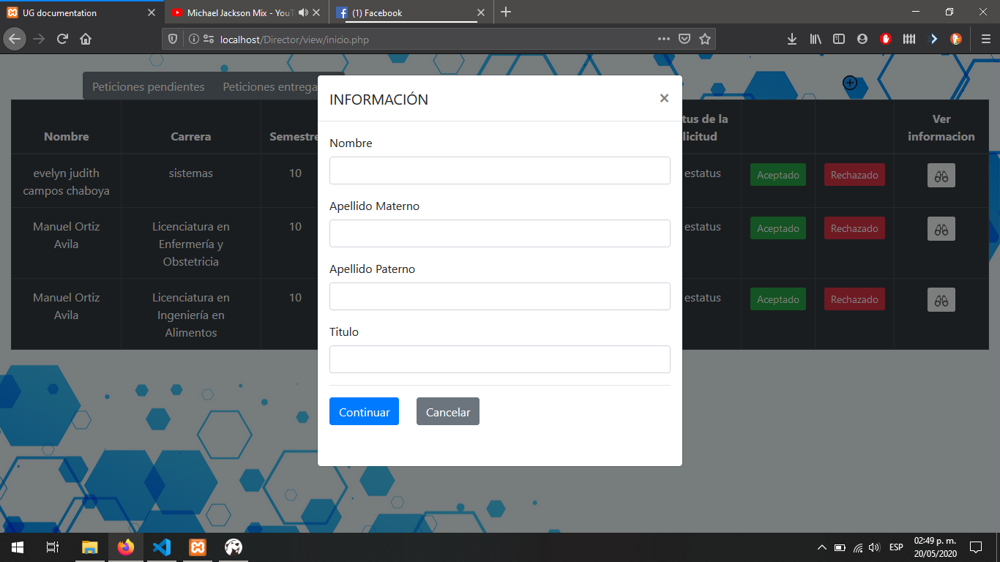 UG documentation
Michael Jackson Mix - YouT
(1) Facebook
localhost/Director/view/inicio.php
Peticiones pendientes
Peticiones entrega
INFORMACIÓN
×
Nombre
Carrera
Semestre
tus de la
licitud
Ver
informacion
evelyn judith
campos chaboya
sistemas
10
estatus
Aceptado
Rechazado
Manuel Ortiz
Avila
Licenciatura en
Enfermería y
Obstetricia
10
estatus
Aceptado
Rechazado
Manuel Ortiz
Avila
Licenciatura en
Ingeniería en
Alimentos
10
estatus
Aceptado
Rechazado
Nombre
Apellido Materno
Apellido Paterno
Titulo
Continuar
Cancelar
ESP
02:49 p. m.
20/05/2020